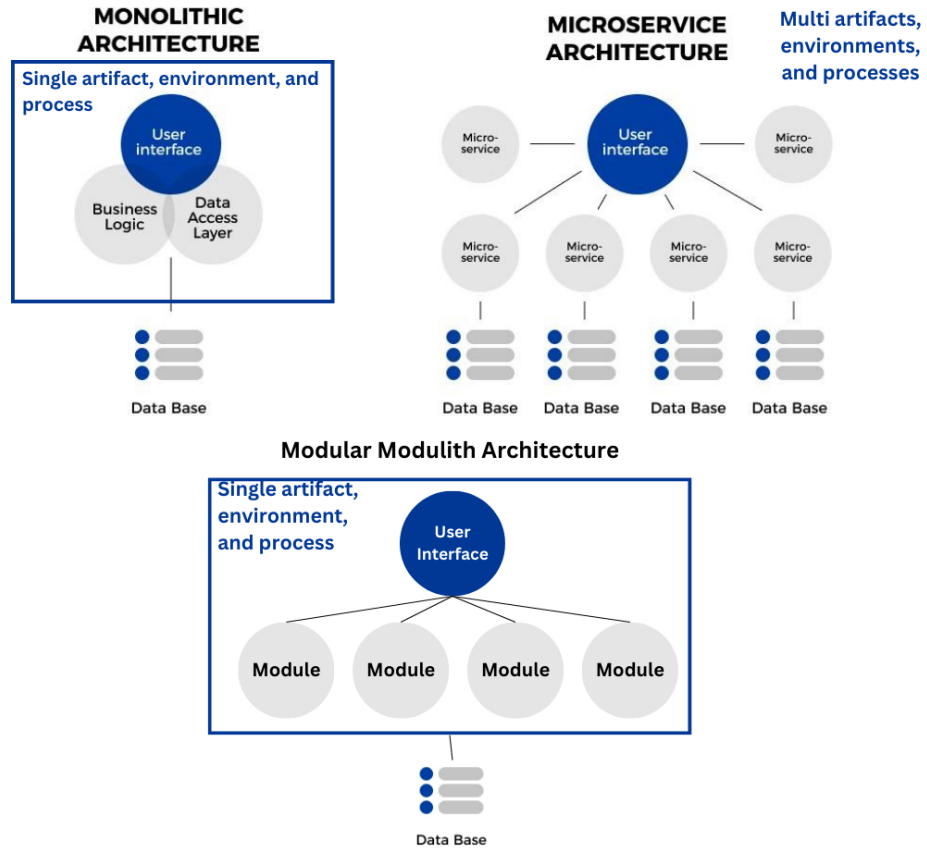 MONOLITHIC
ARCHITECTURE
Single artifact, environment, and
process
User
interface
Business
Logic
Data
Access
Layer
Data Base
MICROSERVICE
ARCHITECTURE
Multi artifacts,
environments,
and processes
Micro-
service
User
interface
Micro-
service
Micro-
service
Micro-
service
Micro-
service
Micro-
service
Data Base
Data Base
Data Base
Data Base
Modular Modulith Architecture
Single artifact,
environment,
and process
User
Interface
Module
Module
Module
Module
Data Base